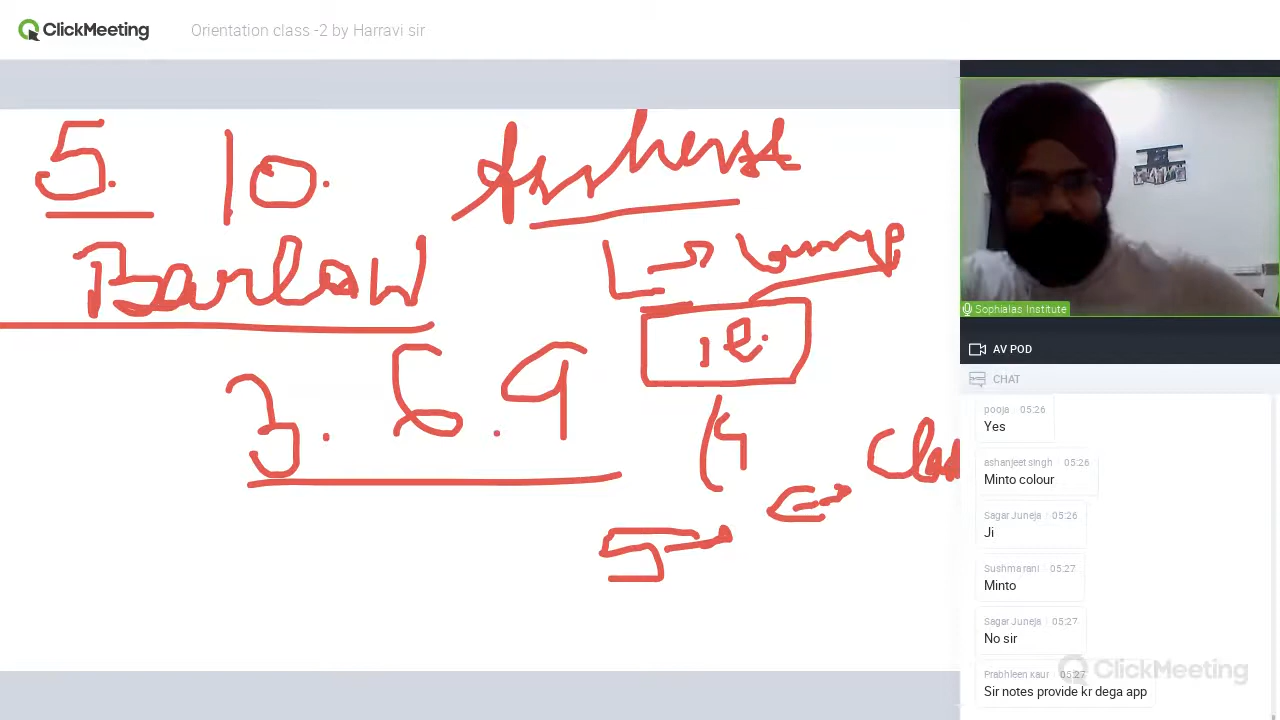 ClickMeeting
Orientation class -2 by Harravi sir
5. 10. Amherst
Barlow
3. 6. 9
5
Sophialas Institute
AV POD
CHAT
pooja 05:26
Yes
ashanjeet singh 05:26
Minto colour
Sagar Juneja 05:26
Ji
Sushma rani 05:27
Minto
Sagar Juneja 05:27
No sir
Prabhleen kaur 05:27
Sir notes provide kr dega app
ClickMeeting